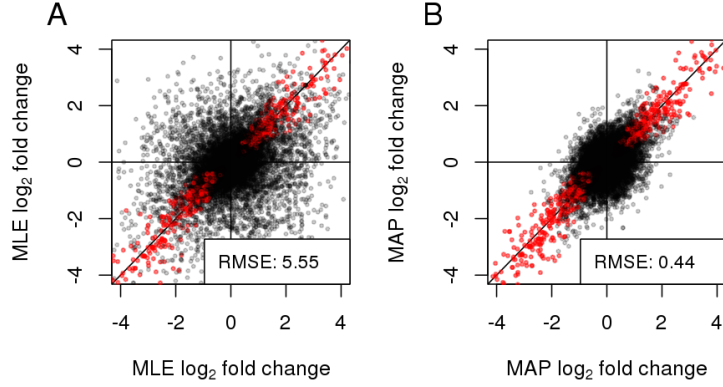 A
MLE log₂ fold change
4
2
0
-2
-4
RMSE: 5.55
-4 -2 0 2 4
MLE log₂ fold change
B
MAP log₂ fold change
4
2
0
-2
-4
RMSE: 0.44
-4 -2 0 2 4
MAP log₂ fold change